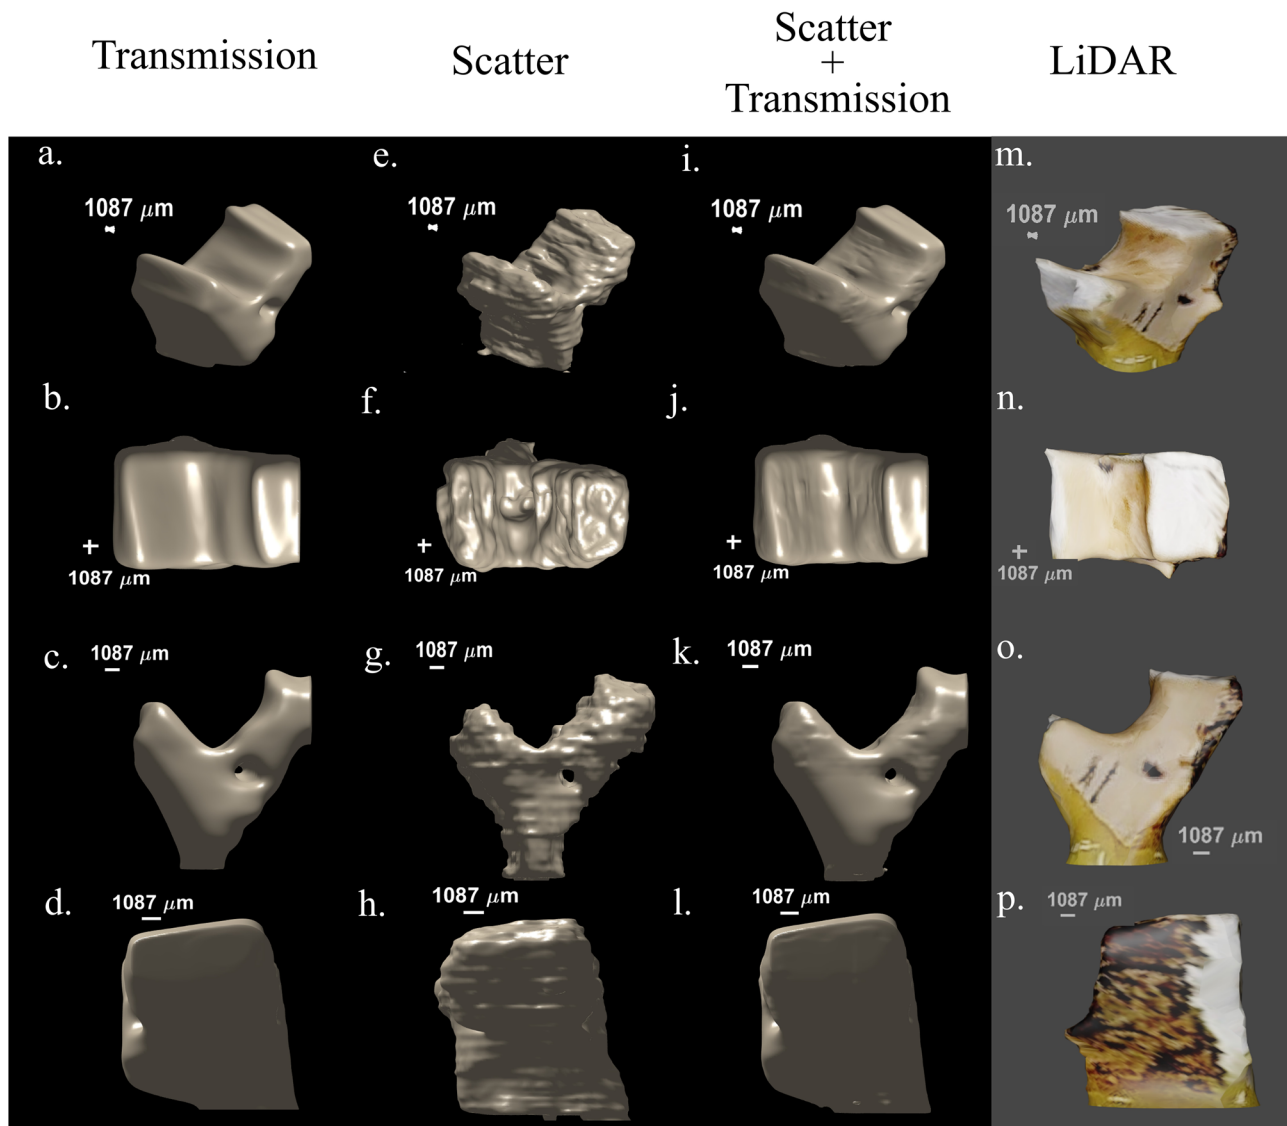 Transmission
Scatter
Scatter
+
Transmission
LiDAR
a.
1087 μm
e.
1087 μm
i.
1087 μm
m.
1087 μm
b.
+
1087 μm
f.
+
1087 μm
j.
+
1087 μm
n.
+
1087 μm
c.
1087 μm
g.
1087 μm
k.
1087 μm
o.
1087 μm
d.
1087 μm
h.
1087 μm
l.
1087 μm
p.
1087 μm